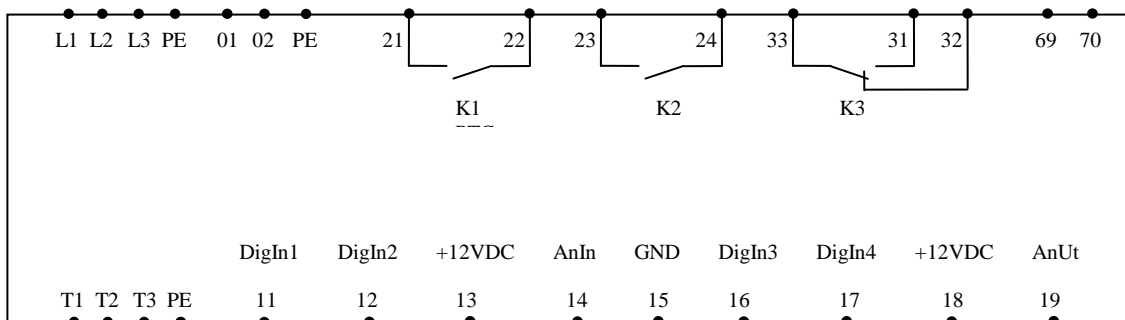 L1 L2 L3 PE 01 02 PE 21 22 23 24 33 31 32 69 70
K1 K2 K3
DigIn1 DigIn2 +12VDC AnIn GND DigIn3 DigIn4 +12VDC AnUt
T1 T2 T3 PE 11 12 13 14 15 16 17 18 19